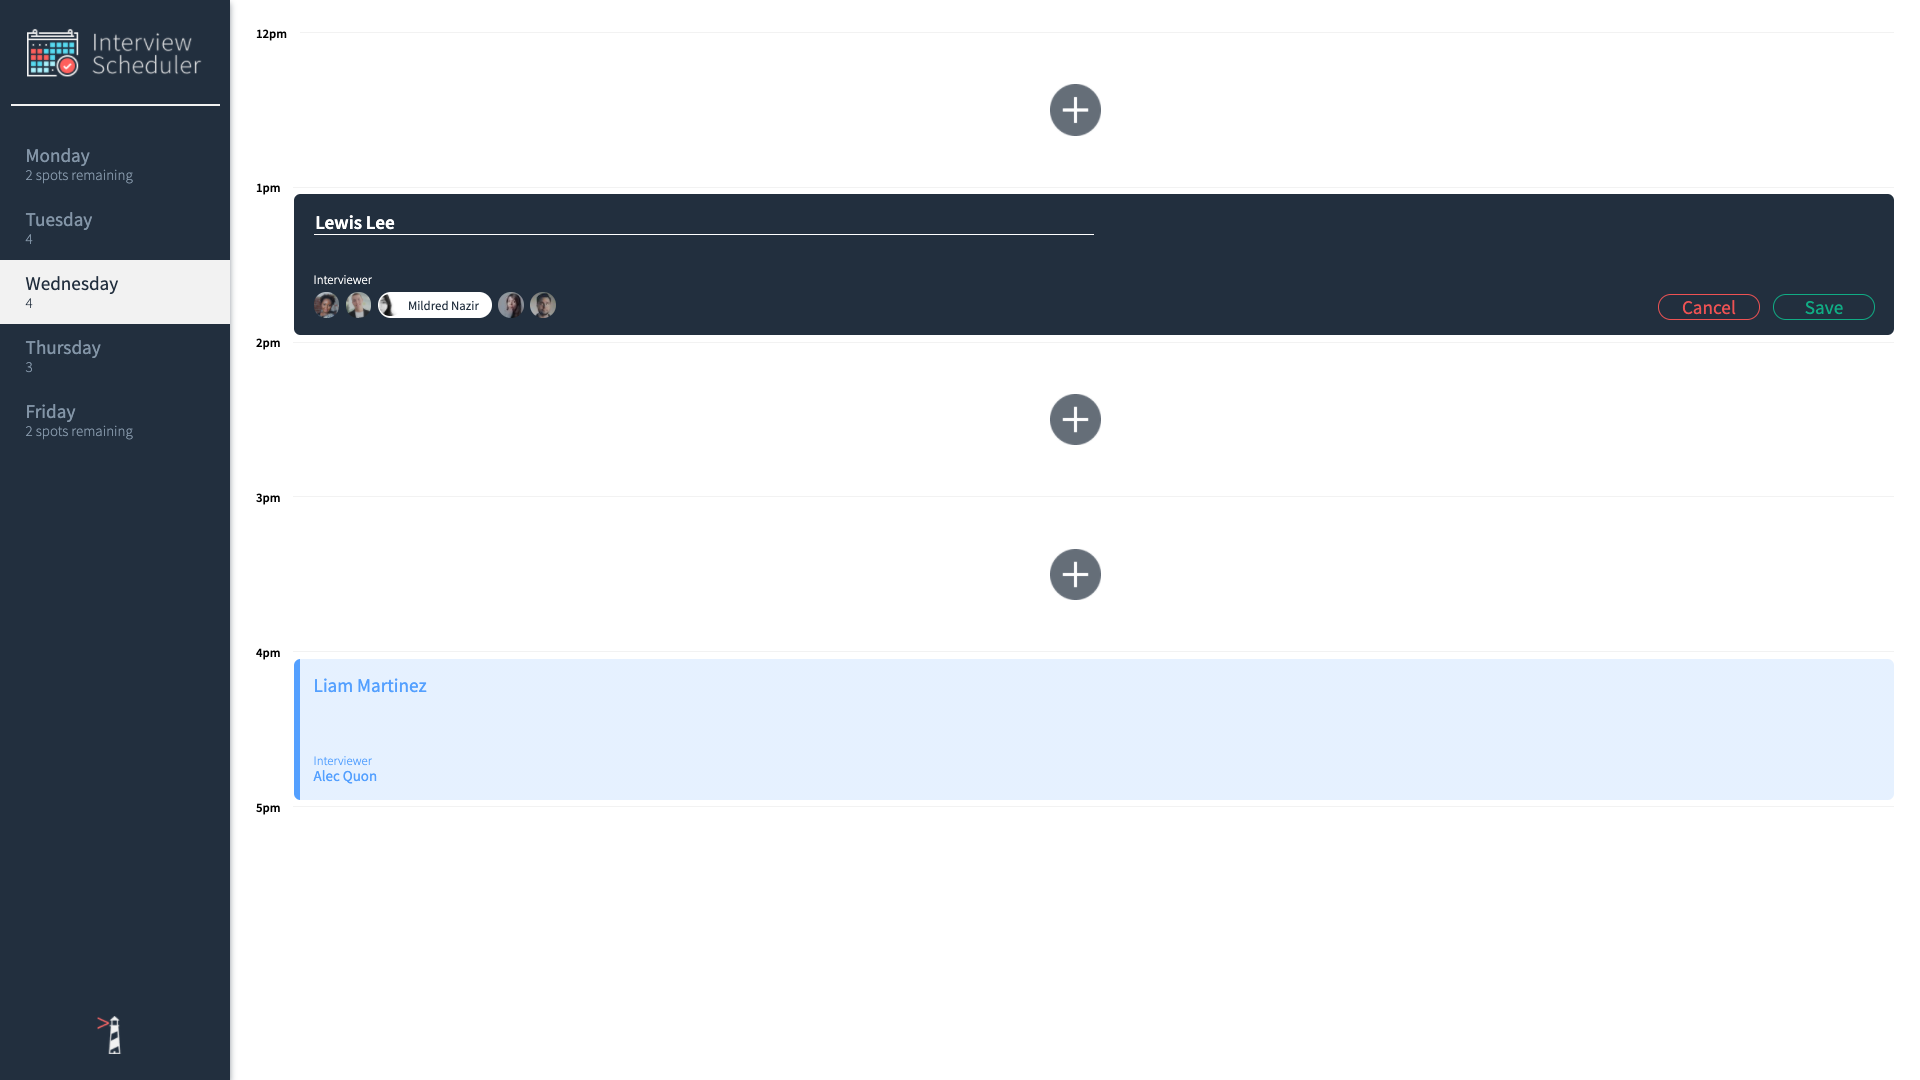 Interview
Scheduler
Monday
2 spots remaining
Tuesday
4
Wednesday
4
Thursday
3
Friday
2 spots remaining
12pm
1pm
Lewis Lee
Interviewer
Mildred Nazir
Cancel
Save
2pm
3pm
4pm
Liam Martinez
Interviewer
Alec Quon
5pm